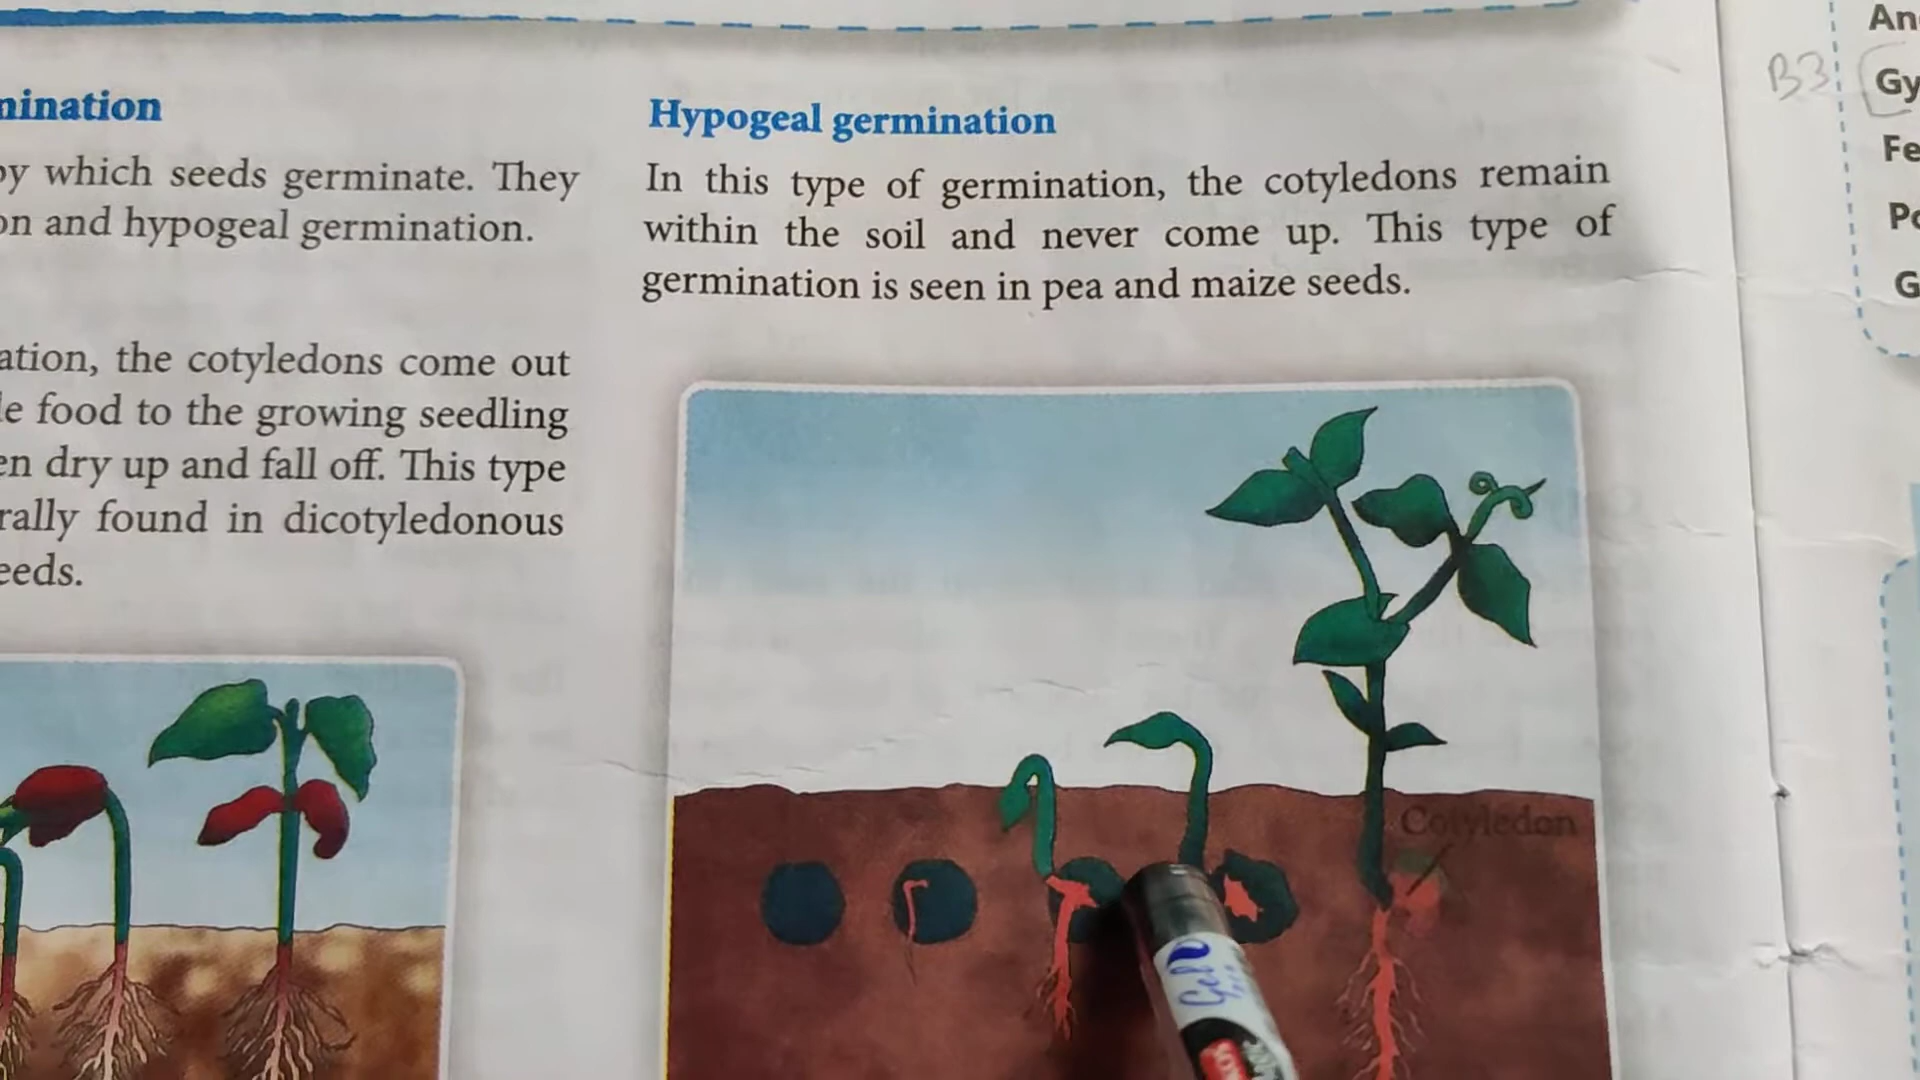 mination
by which seeds germinate. They
on and hypogeal germination.
ation, the cotyledons come out
le food to the growing seedling
en dry up and fall off. This type
rally found in dicotyledonous
eeds.
Hypogeal germination
In this type of germination, the cotyledons remain
within the soil and never come up. This type of
germination is seen in pea and maize seeds.
Cotyledon
B3
An
Gy
Fe
Po
G